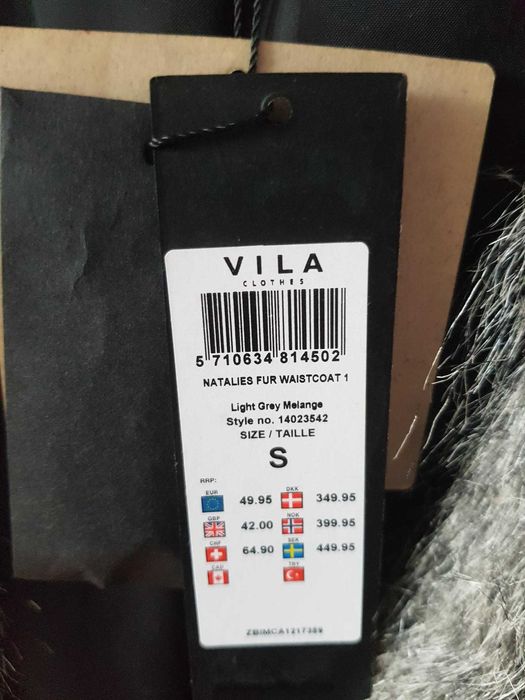 VILA
CLOTHES
5 710634 814502
NATALIES FUR WAISTCOAT 1
Light Grey Melange
Style no. 14023542
SIZE / TAILLE
S
RRP:
EUR 49.95 DKK 349.95
GBP 42.00 NOK 399.95
CHF 64.90 SEK 449.95
CAD TRY
ZBIMCA1217389